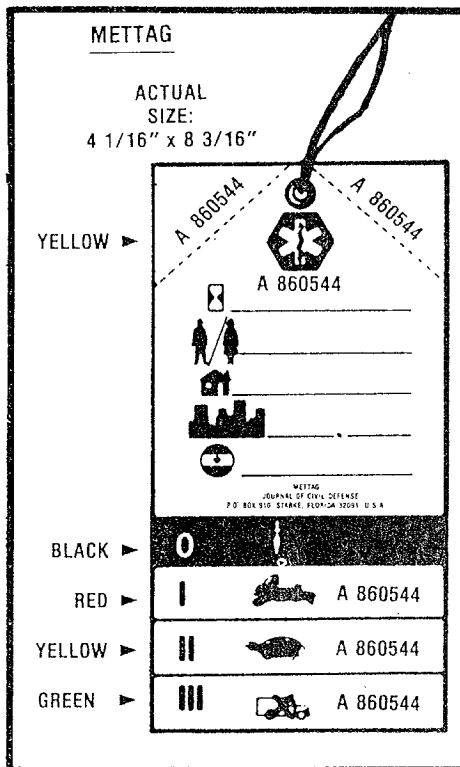 METTAG
ACTUAL
SIZE:
4 1/16" x 8 3/16"
A 860544
A 860544
YELLOW ►
A 860544
METTAG
JOURNAL OF CIVIL DEFENSE
P.O. BOX 910 STARKE, FLORIDA 32091 U.S.A
BLACK ► 0
RED ► I A 860544
YELLOW ► II A 860544
GREEN ► III A 860544